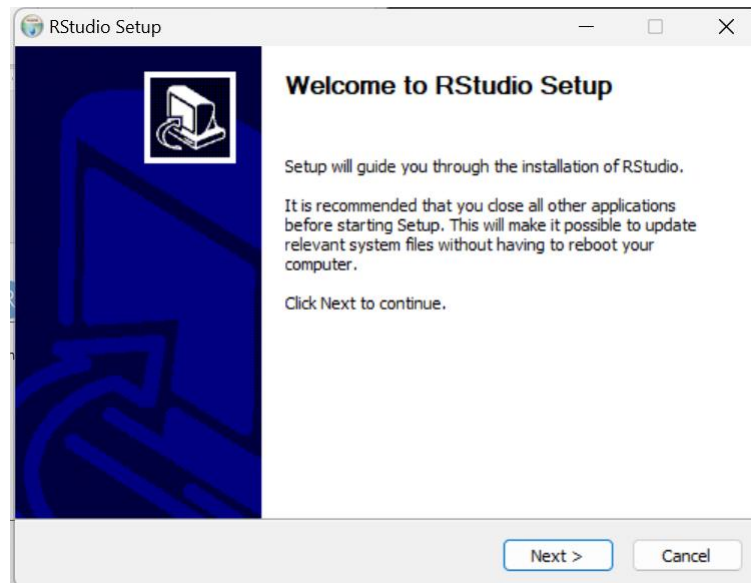 RStudio Setup
Welcome to RStudio Setup
Setup will guide you through the installation of RStudio.
It is recommended that you close all other applications
before starting Setup. This will make it possible to update
relevant system files without having to reboot your
computer.
Click Next to continue.
Next >
Cancel